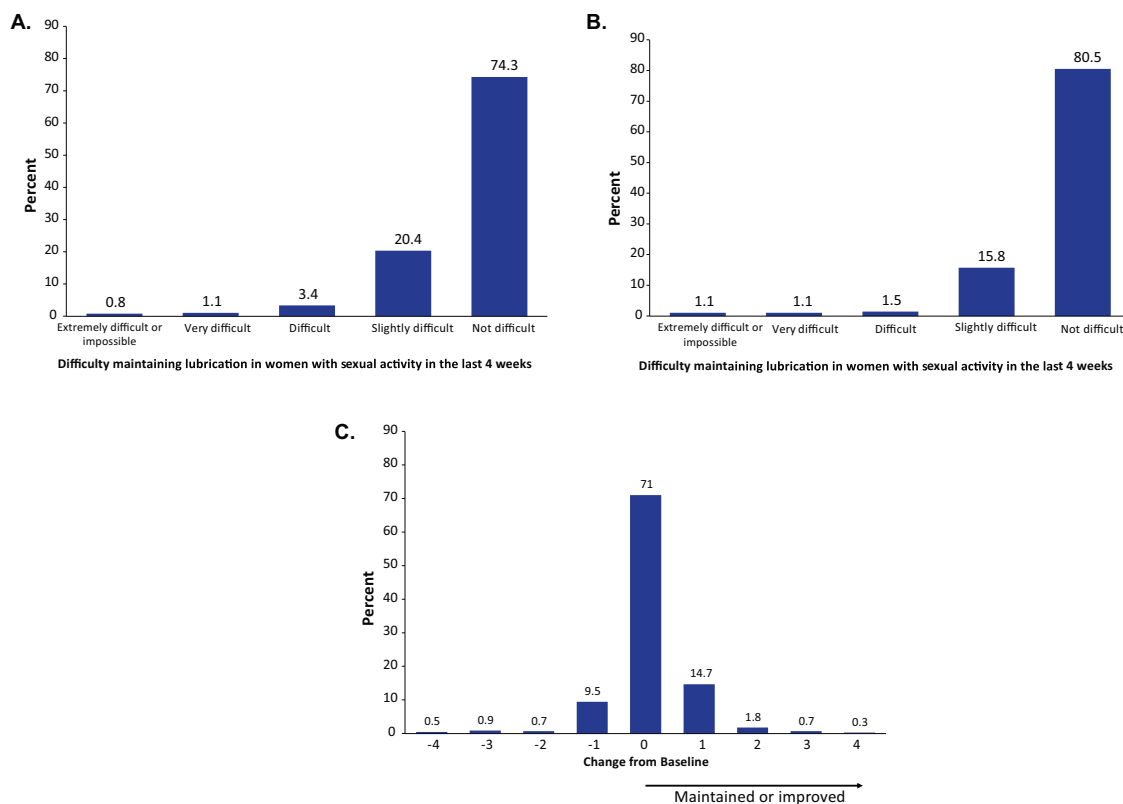 A.
90
80
70
60
50
40
30
20
10
0
Percent
0.8
1.1
3.4
20.4
74.3
Extremely difficult or
impossible
Very difficult
Difficult
Slightly difficult
Not difficult
Difficulty maintaining lubrication in women with sexual activity in the last 4 weeks
B.
90
80
70
60
50
40
30
20
10
0
Percent
1.1
1.1
1.5
15.8
80.5
Extremely difficult or
impossible
Very difficult
Difficult
Slightly difficult
Not difficult
Difficulty maintaining lubrication in women with sexual activity in the last 4 weeks
C.
90
80
70
60
50
40
30
20
10
0
Percent
0.5
0.9
0.7
9.5
71
14.7
1.8
0.7
0.3
-4 -3 -2 -1 0 1 2 3 4
Change from Baseline
Maintained or improved